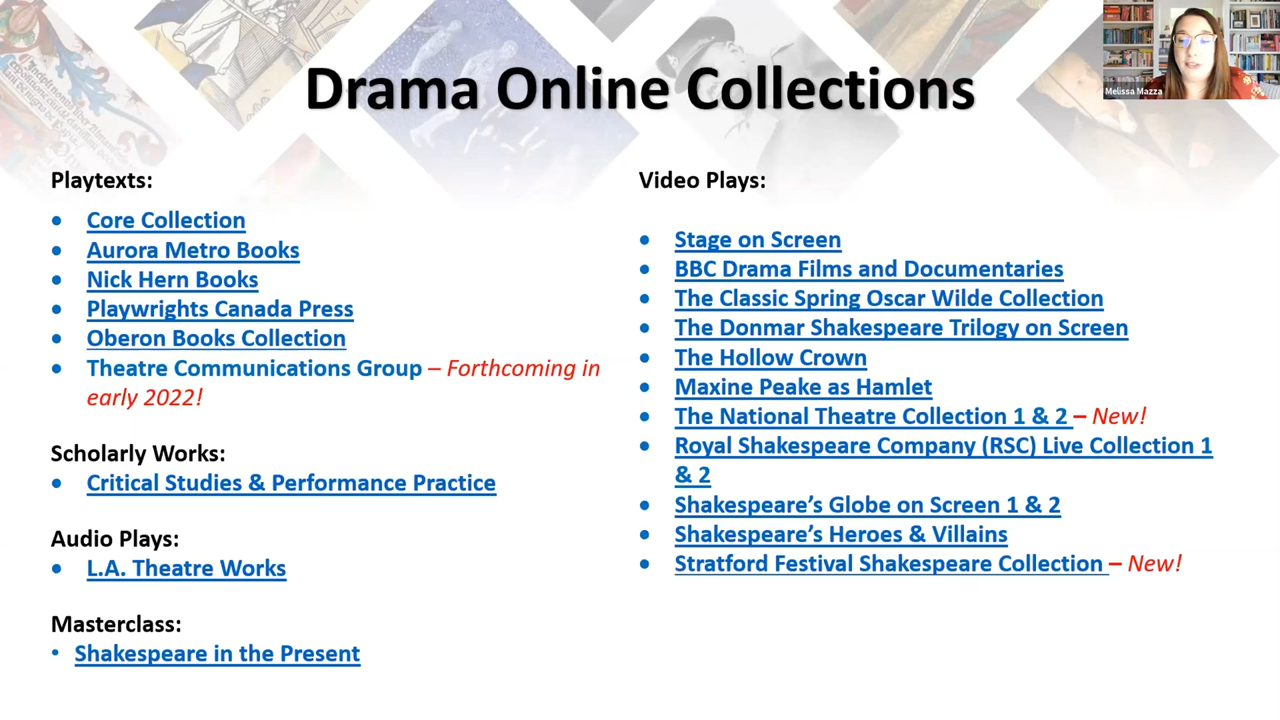 Drama Online Collections
Melissa Mazza
Playtexts:
• Core Collection
• Aurora Metro Books
• Nick Hern Books
• Playwrights Canada Press
• Oberon Books Collection
• Theatre Communications Group – Forthcoming in
early 2022!
Scholarly Works:
• Critical Studies & Performance Practice
Audio Plays:
• L.A. Theatre Works
Masterclass:
• Shakespeare in the Present
Video Plays:
• Stage on Screen
• BBC Drama Films and Documentaries
• The Classic Spring Oscar Wilde Collection
• The Donmar Shakespeare Trilogy on Screen
• The Hollow Crown
• Maxine Peake as Hamlet
• The National Theatre Collection 1 & 2 – New!
• Royal Shakespeare Company (RSC) Live Collection 1
& 2
• Shakespeare’s Globe on Screen 1 & 2
• Shakespeare’s Heroes & Villains
• Stratford Festival Shakespeare Collection – New!